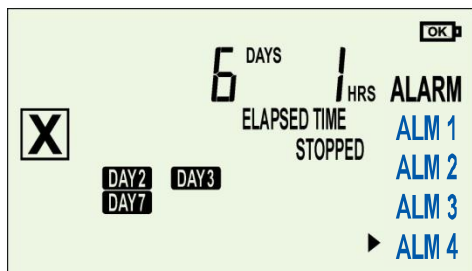 OK
6 DAYS 1 HRS ALARM
X
ELAPSED TIME
STOPPED
ALM 1
ALM 2
DAY2 DAY3
DAY7
ALM 3
ALM 4